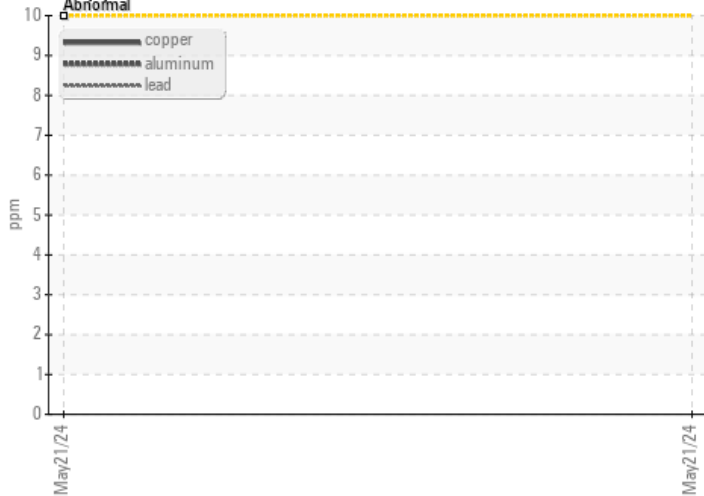 Abnormal
10
9
8
7
6
5
4
3
2
1
0
ppm
copper
aluminum
lead
May21/24
May21/24